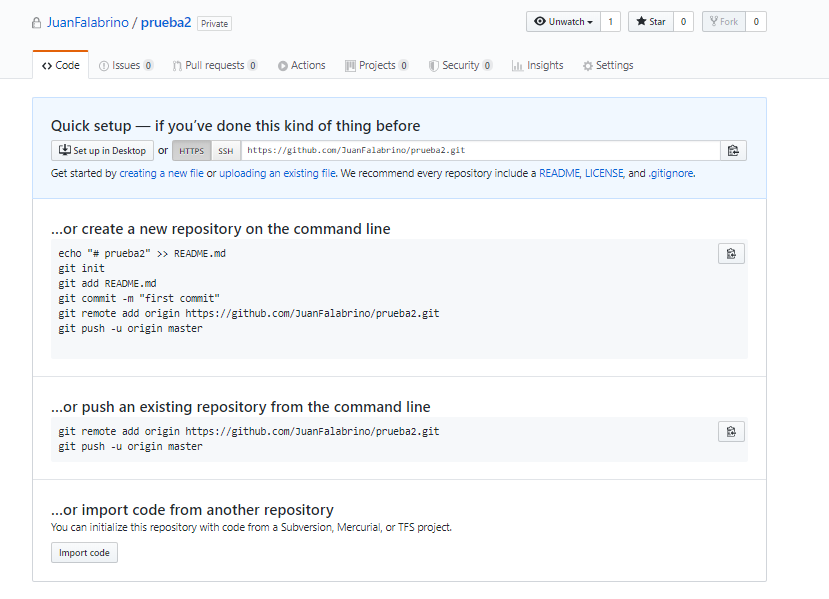 JuanFalabrino / prueba2 Private
Unwatch 1 Star 0 Fork 0
Code Issues 0 Pull requests 0 Actions Projects 0 Security 0 Insights Settings
Quick setup — if you've done this kind of thing before
Set up in Desktop or HTTPS SSH https://github.com/JuanFalabrino/prueba2.git
Get started by creating a new file or uploading an existing file. We recommend every repository include a README, LICENSE, and .gitignore.
…or create a new repository on the command line
echo "# prueba2" >> README.md
git init
git add README.md
git commit -m "first commit"
git remote add origin https://github.com/JuanFalabrino/prueba2.git
git push -u origin master
…or push an existing repository from the command line
git remote add origin https://github.com/JuanFalabrino/prueba2.git
git push -u origin master
…or import code from another repository
You can initialize this repository with code from a Subversion, Mercurial, or TFS project.
Import code